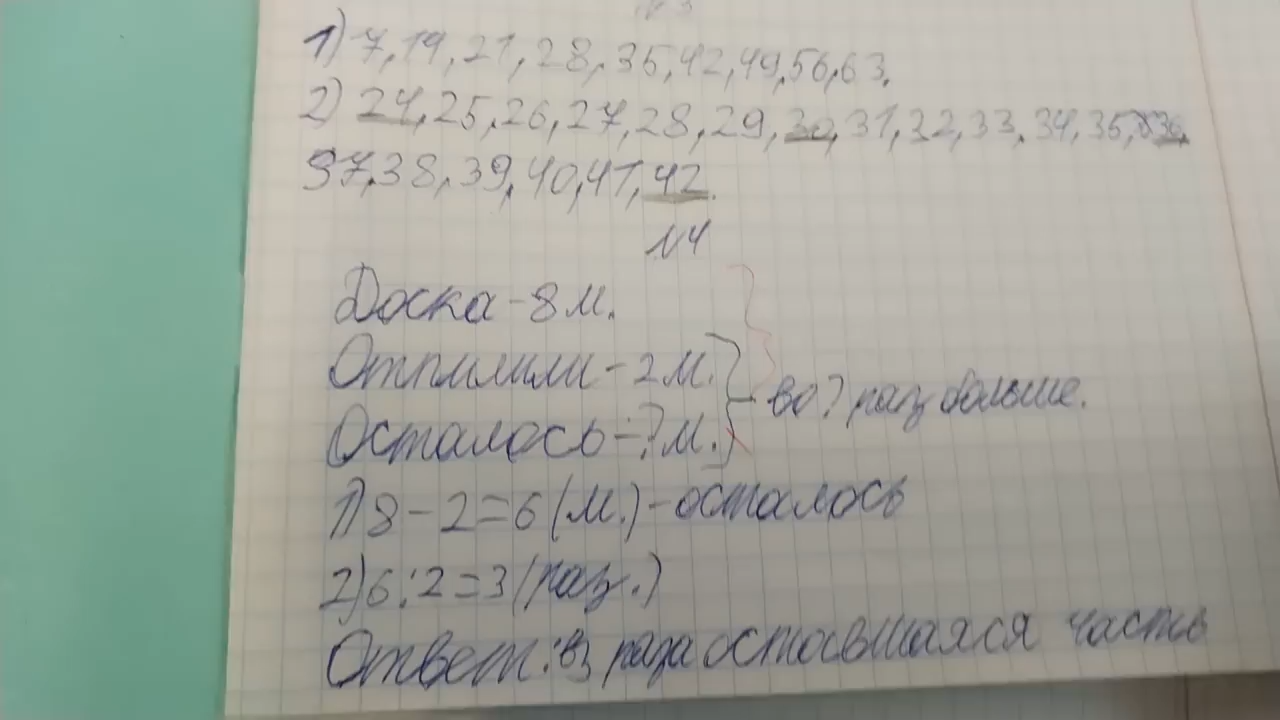 №3
1) 7, 14, 21, 28, 35, 42, 49, 56, 63.
2) 24, 25, 26, 27, 28, 29, 30, 31, 32, 33, 34, 35, 36,
37, 38, 39, 40, 41, 42.
№4
Доска - 8 м.
Отпилили - 2 м.
Осталось - ? м.
во ? раз больше.
1) 8 - 2 = 6 (м.) - осталось
2) 6 : 2 = 3 (раз.)
Ответ: в 3 раза оставшаяся часть